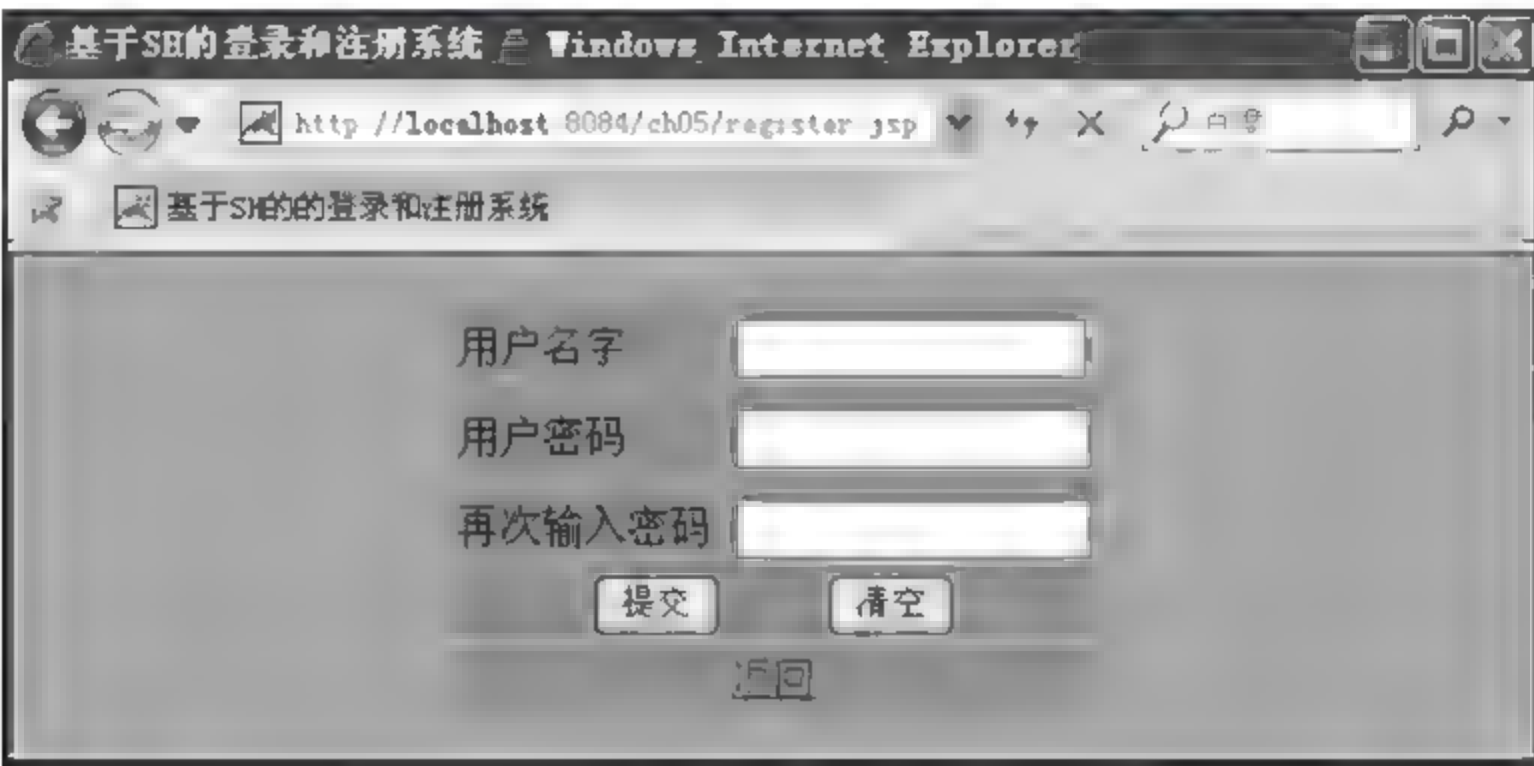 基于SH的登录和注册系统 Windows Internet Explorer
http //localhost 8084/ch05/register jsp
基于SH的的登录和注册系统
用户名字
用户密码
再次输入密码
提交 清空
返回